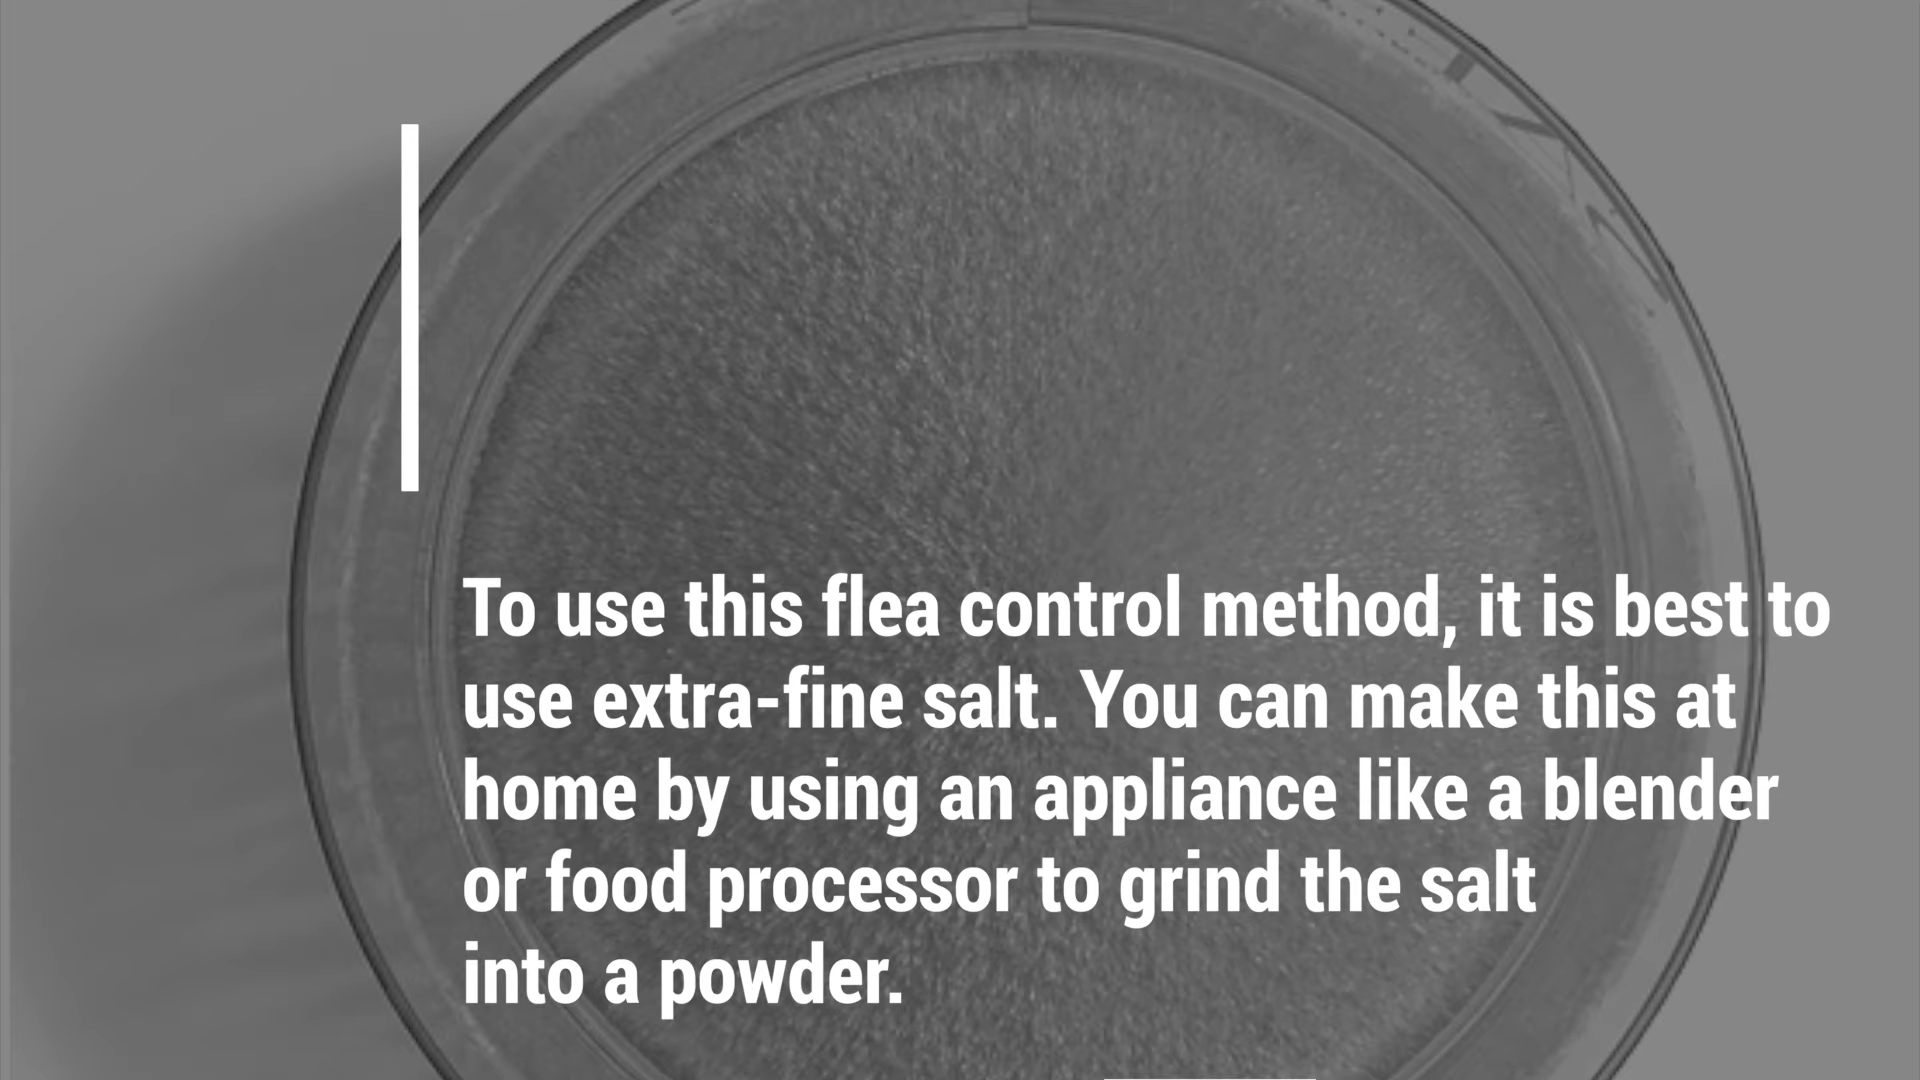 To use this flea control method, it is best to
use extra-fine salt. You can make this at
home by using an appliance like a blender
or food processor to grind the salt
into a powder.